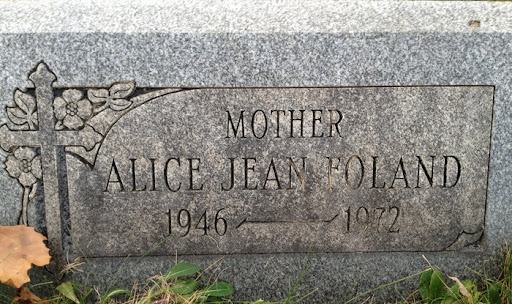 MOTHER
ALICE JEAN FOLAND
1946 — 1972